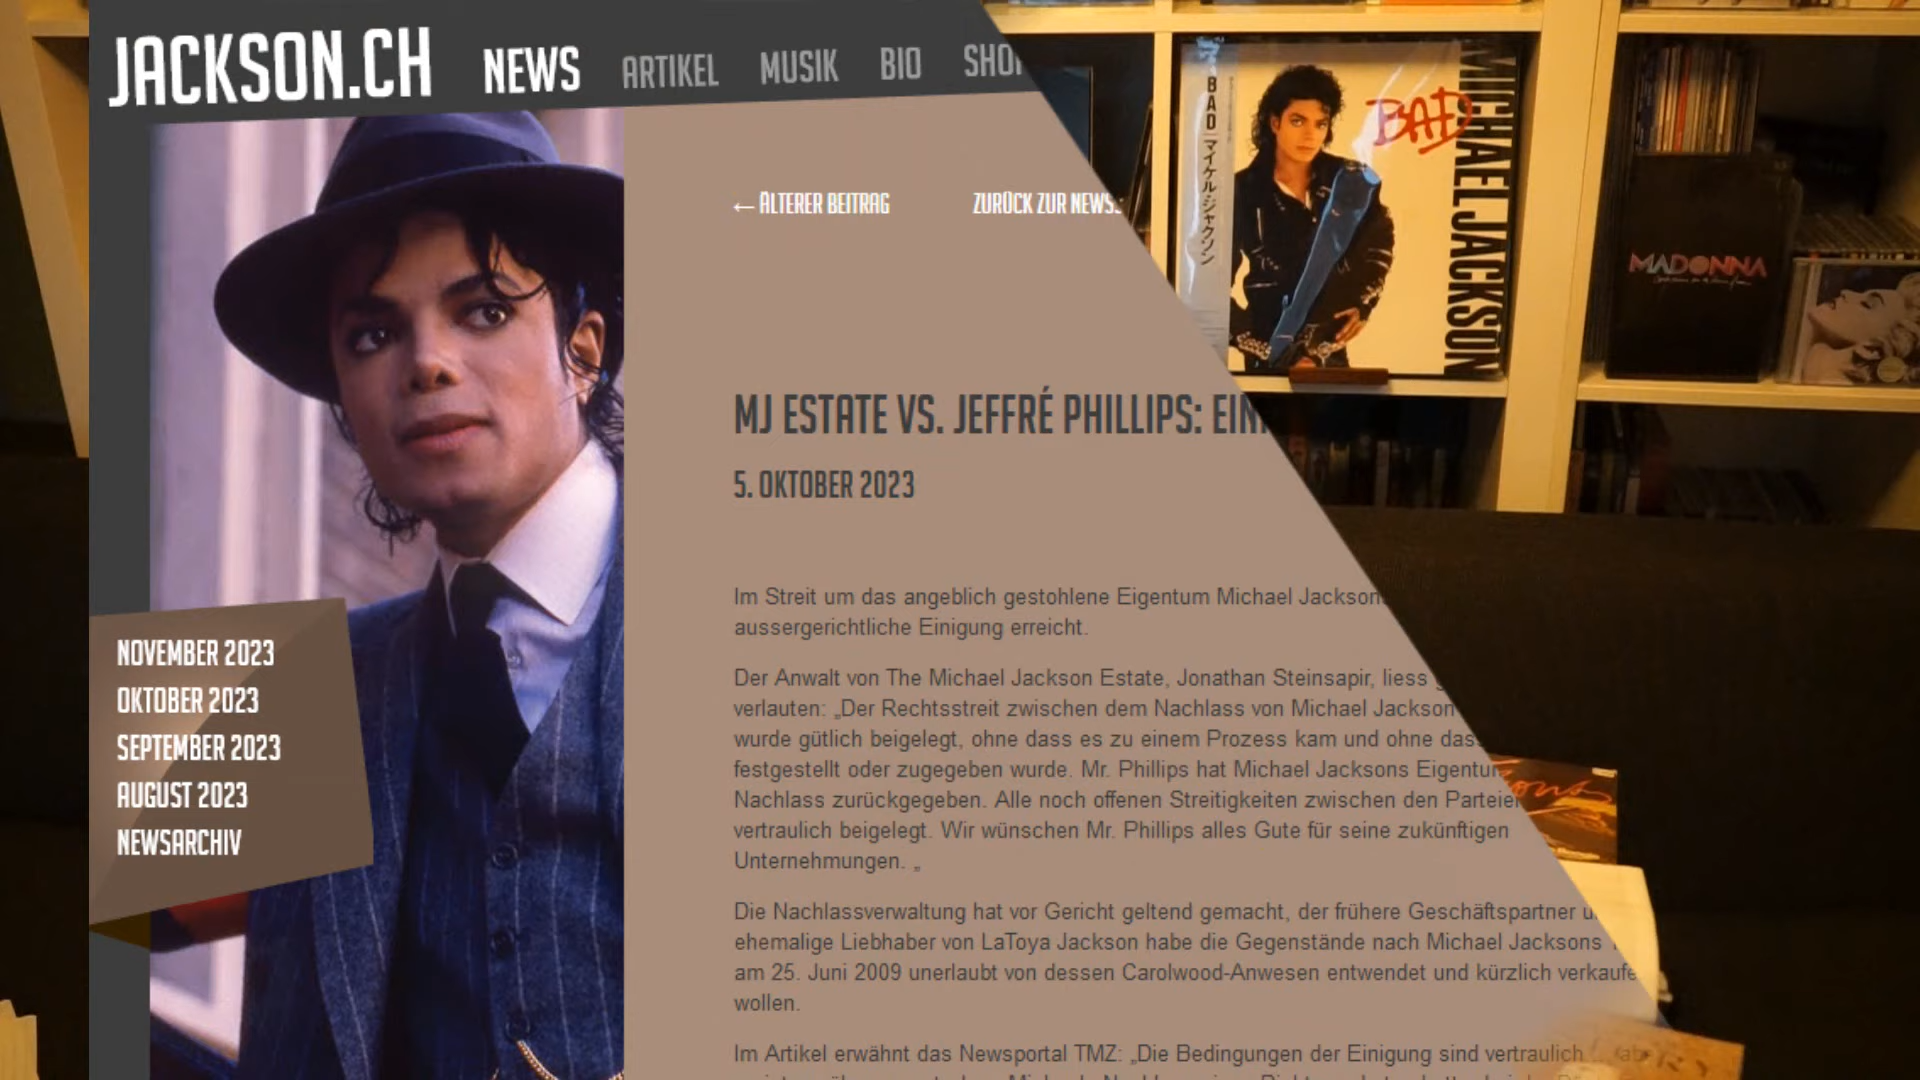 JACKSON.CH NEWS ARTIKEL MUSIK BIO
← ÄLTERER BEITRAG ZURÜCK ZUR
MJ ESTATE VS. JEFFRÉ PHILLIPS:
5. OKTOBER 2023
Im Streit um das angeblich gestohlene Eigentum Michael
aussergerichtliche Einigung erreicht.
Der Anwalt von The Michael Jackson Estate, Jonathan Steinsapir, liess
verlauten: „Der Rechtsstreit zwischen dem Nachlass von Michael Jackson
wurde gütlich beigelegt, ohne dass es zu einem Prozess kam und ohne
festgestellt oder zugegeben wurde. Mr. Phillips hat Michael Jacksons
Nachlass zurückgegeben. Alle noch offenen Streitigkeiten zwischen den
vertraulich beigelegt. Wir wünschen Mr. Phillips alles Gute für seine zukünftigen
Unternehmungen. „
Die Nachlassverwaltung hat vor Gericht geltend gemacht, der frühere Geschäftspartner
ehemalige Liebhaber von LaToya Jackson habe die Gegenstände nach Michael Jacksons
am 25. Juni 2009 unerlaubt von dessen Carolwood-Anwesen entwendet und kürzlich
wollen.
Im Artikel erwähnt das Newsportal TMZ: „Die Bedingungen der Einigung sind vertraulich
NOVEMBER 2023
OKTOBER 2023
SEPTEMBER 2023
AUGUST 2023
NEWSARCHIV
BAD マイケル・ジャクソン
BAD
MICHAEL JACKSON
MADONNA